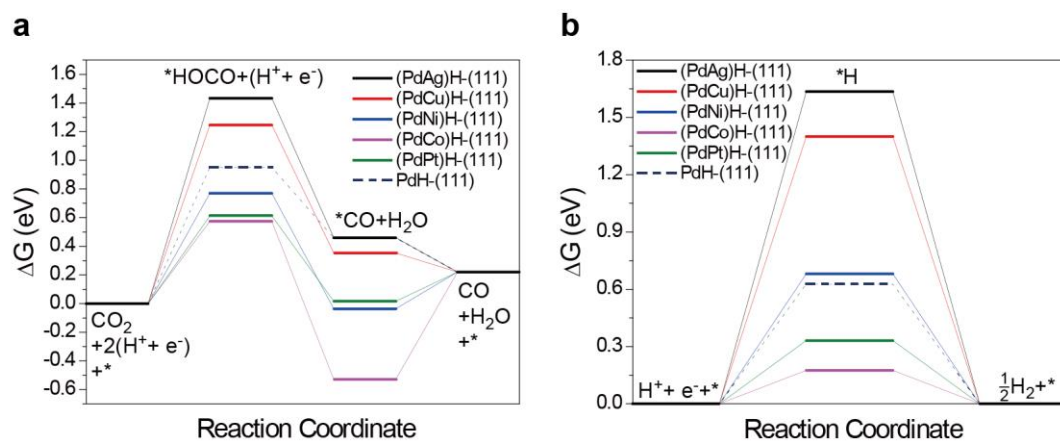 a
ΔG (eV)
1.6
1.4
1.2
1.0
0.8
0.6
0.4
0.2
0.0
-0.2
-0.4
-0.6
*HOCO+(H⁺+ e⁻)
(PdAg)H-(111)
(PdCu)H-(111)
(PdNi)H-(111)
(PdCo)H-(111)
(PdPt)H-(111)
PdH-(111)
*CO+H₂O
CO₂
+2(H⁺+ e⁻)
+*
CO
+H₂O
+*
Reaction Coordinate
b
ΔG (eV)
1.8
1.5
1.2
0.9
0.6
0.3
0.0
(PdAg)H-(111)
(PdCu)H-(111)
(PdNi)H-(111)
(PdCo)H-(111)
(PdPt)H-(111)
PdH-(111)
*H
H⁺+ e⁻+*
½H₂+*
Reaction Coordinate